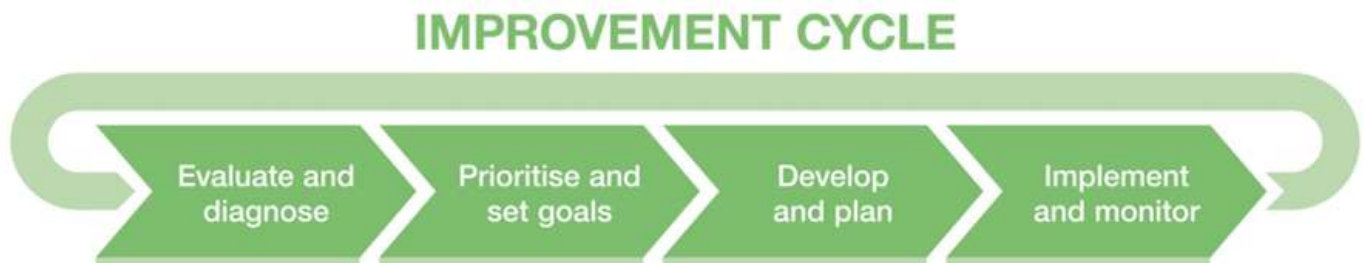 IMPROVEMENT CYCLE
Evaluate and
diagnose
Prioritise and
set goals
Develop
and plan
Implement
and monitor